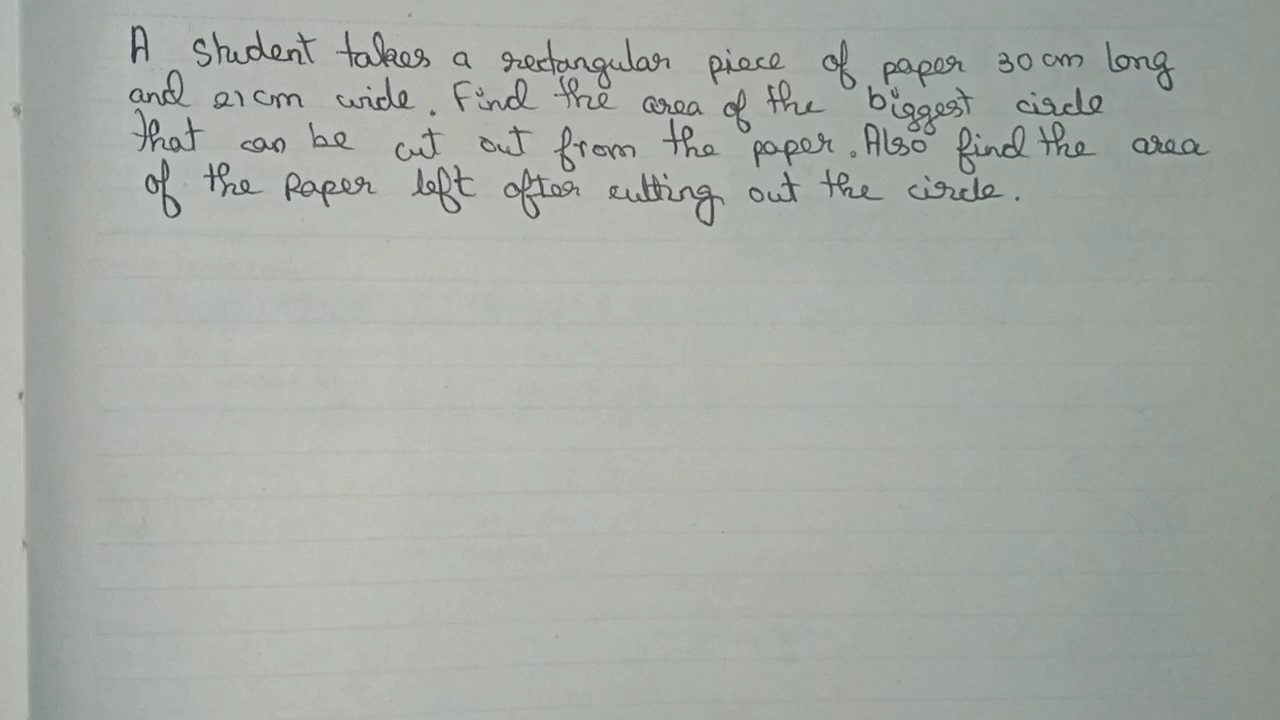 A student takes a rectangular piece of paper 30 cm long
and 21 cm wide. Find the area of the biggest circle
that can be cut out from the paper. Also find the area
of the Paper left after cutting out the circle.